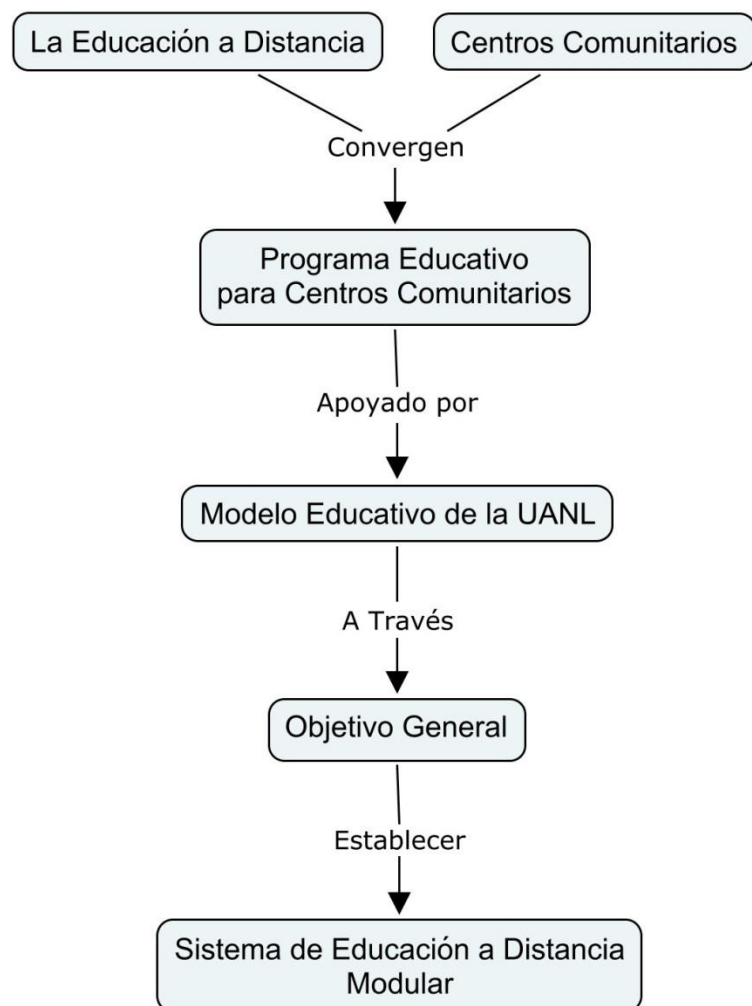 La Educación a Distancia
Centros Comunitarios
Convergen
Programa Educativo
para Centros Comunitarios
Apoyado por
Modelo Educativo de la UANL
A Través
Objetivo General
Establecer
Sistema de Educación a Distancia
Modular